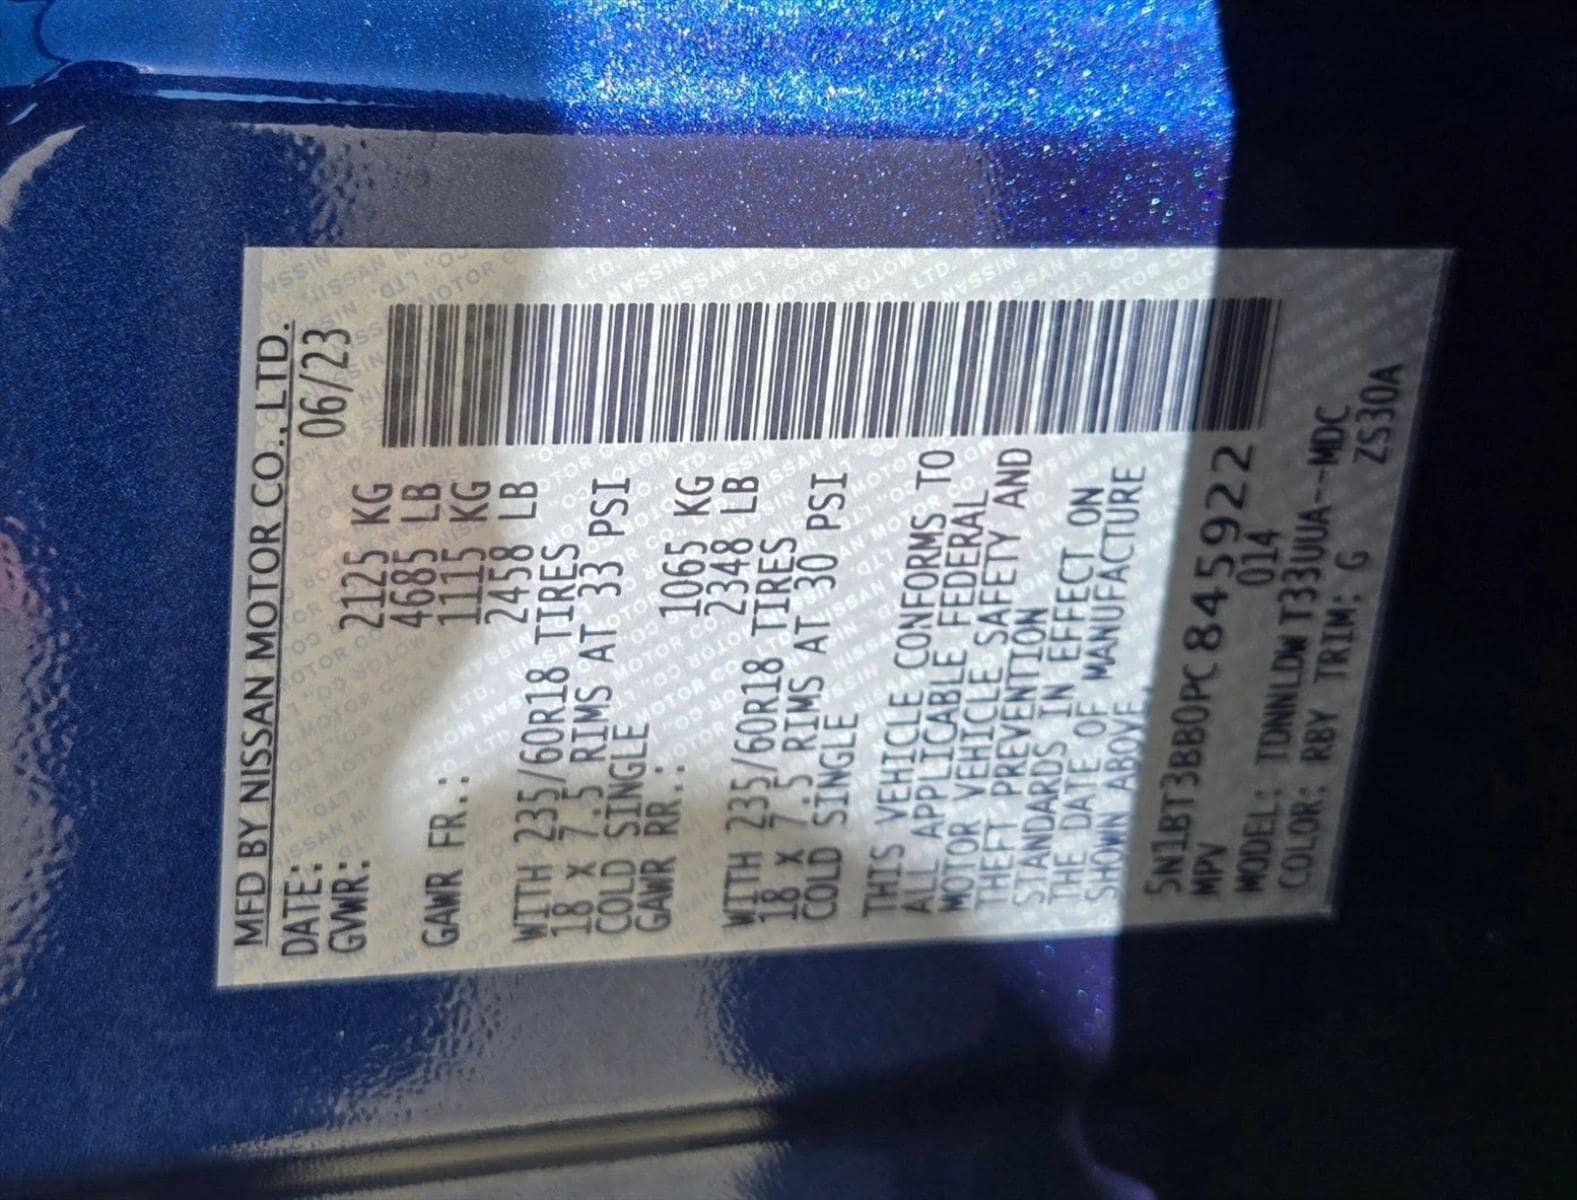 MFD BY NISSAN MOTOR CO., LTD.
DATE: 06/23
GVWR: 2125 KG
4685 LB
GAWR FR.: 1115 KG
2458 LB
WITH 235/60R18 TIRES
18 X 7.5 RIMS AT 33 PSI
COLD SINGLE
GAWR RR.: 1065 KG
2348 LB
WITH 235/60R18 TIRES
18 X 7.5 RIMS AT 30 PSI
COLD SINGLE
THIS VEHICLE CONFORMS TO
ALL APPLICABLE FEDERAL
MOTOR VEHICLE SAFETY AND
THEFT PREVENTION
STANDARDS IN EFFECT ON
THE DATE OF MANUFACTURE
SHOWN ABOVE.
5N1BT3BB0PC845922
MPV 014
MODEL: TDNNLDW T33UUA--MDC
COLOR: RBY TRIM: G ZS30A